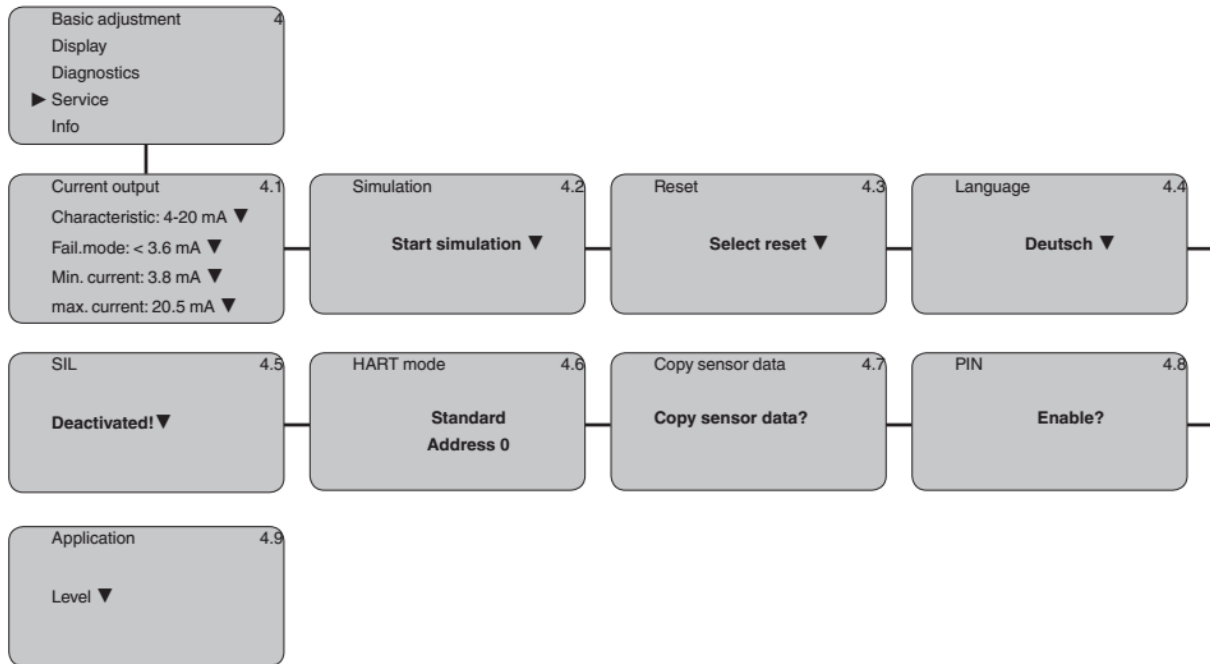 Basic adjustment 4
Display
Diagnostics
▶ Service
Info
Current output 4.1
Characteristic: 4-20 mA ▼
Fail.mode: < 3.6 mA ▼
Min. current: 3.8 mA ▼
max. current: 20.5 mA ▼
Simulation 4.2
Start simulation ▼
Reset 4.3
Select reset ▼
Language 4.4
Deutsch ▼
SIL 4.5
Deactivated! ▼
HART mode 4.6
Standard
Address 0
Copy sensor data 4.7
Copy sensor data?
PIN 4.8
Enable?
Application 4.9
Level ▼